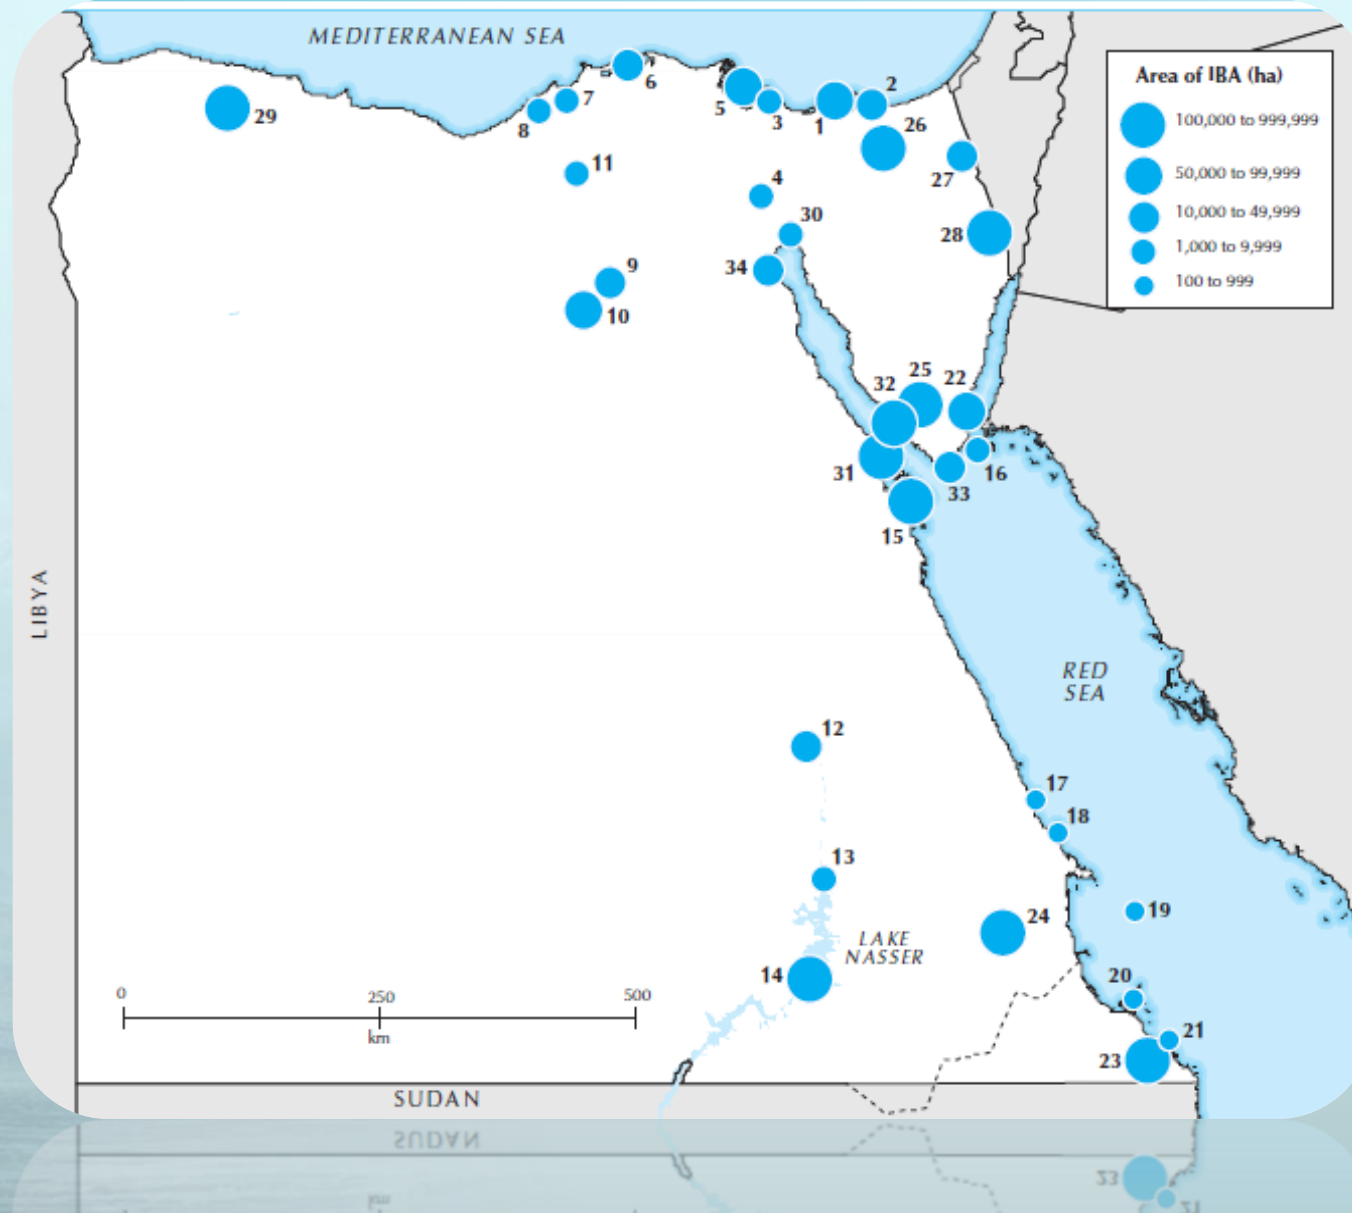 MEDITERRANEAN SEA
Area of IBA (ha)
100,000 to 999,999
50,000 to 99,999
10,000 to 49,999
1,000 to 9,999
100 to 999
29
8
7
6
5
3
1
2
26
27
11
4
30
28
34
9
10
32
25
22
31
33
16
15
LIBYA
RED
SEA
12
17
18
13
19
24
LAKE
NASSER
14
20
21
23
0
250
500
km
SUDAN